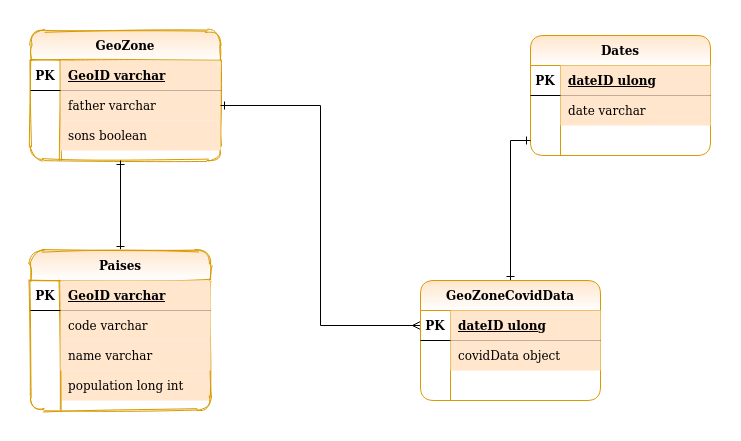 GeoZone
PK GeoID varchar
father varchar
sons boolean
Dates
PK dateID ulong
date varchar
Paises
PK GeoID varchar
code varchar
name varchar
population long int
GeoZoneCovidData
PK dateID ulong
covidData object